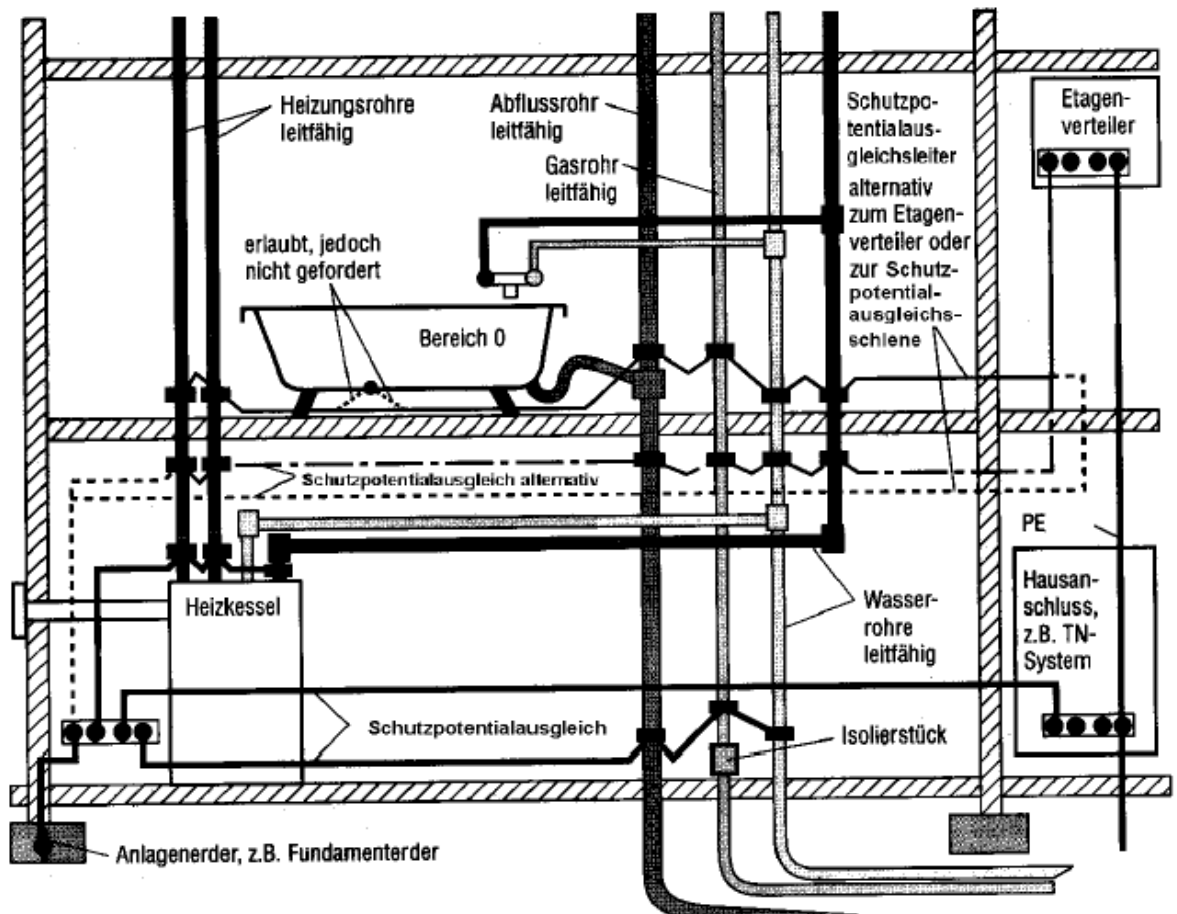 Heizungsrohre
leitfähig
Abflussrohr
leitfähig
Gasrohr
leitfähig
Schutzpo-
tentialaus-
gleichsleiter
alternativ
zum Etagen-
verteiler oder
zur Schutz-
potential-
ausgleichs-
schiene
Etagen-
verteiler
erlaubt, jedoch
nicht gefordert
Bereich 0
Schutzpotentialausgleich alternativ
PE
Heizkessel
Wasser-
rohre
leitfähig
Hausan-
schluss,
z.B. TN-
System
Schutzpotentialausgleich
Isolierstück
Anlagenerder, z.B. Fundamenterder